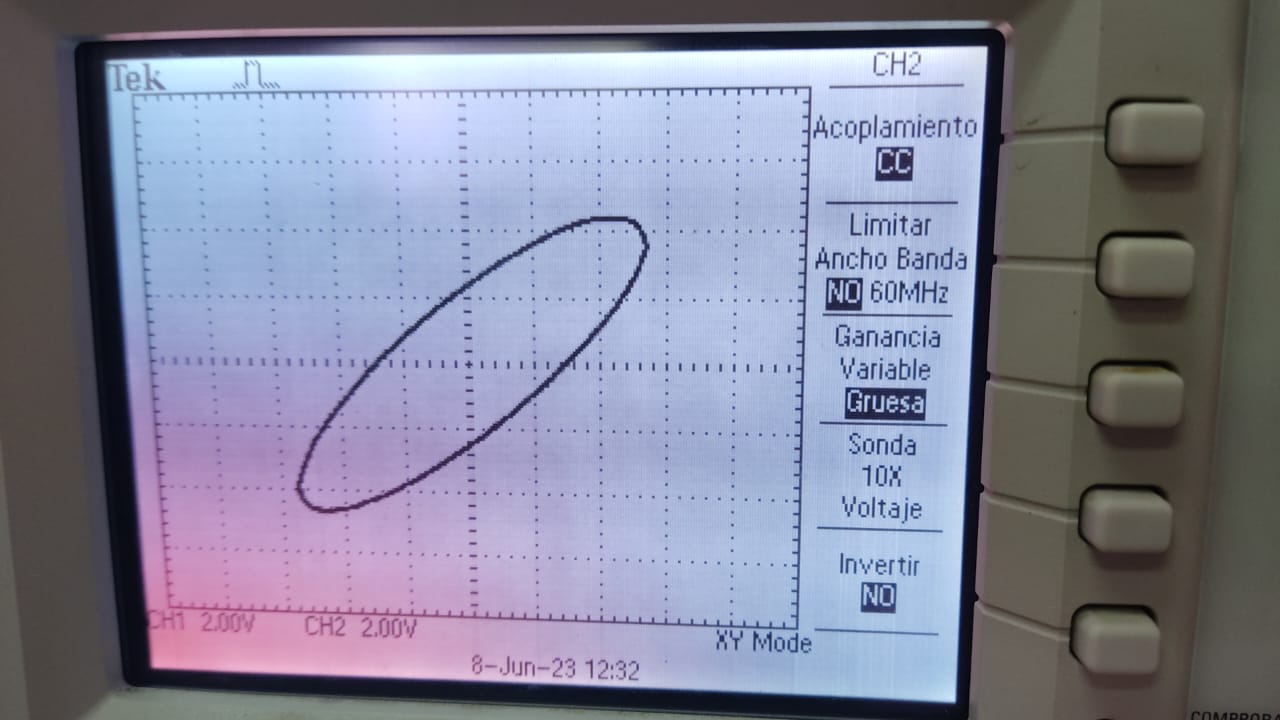 Tek
CH2
Acoplamiento
CC
Limitar
Ancho Banda
NO 60MHz
Ganancia
Variable
Gruesa
Sonda
10X
Voltaje
Invertir
NO
CH1 2.00V CH2 2.00V
XY Mode
8-Jun-23 12:32